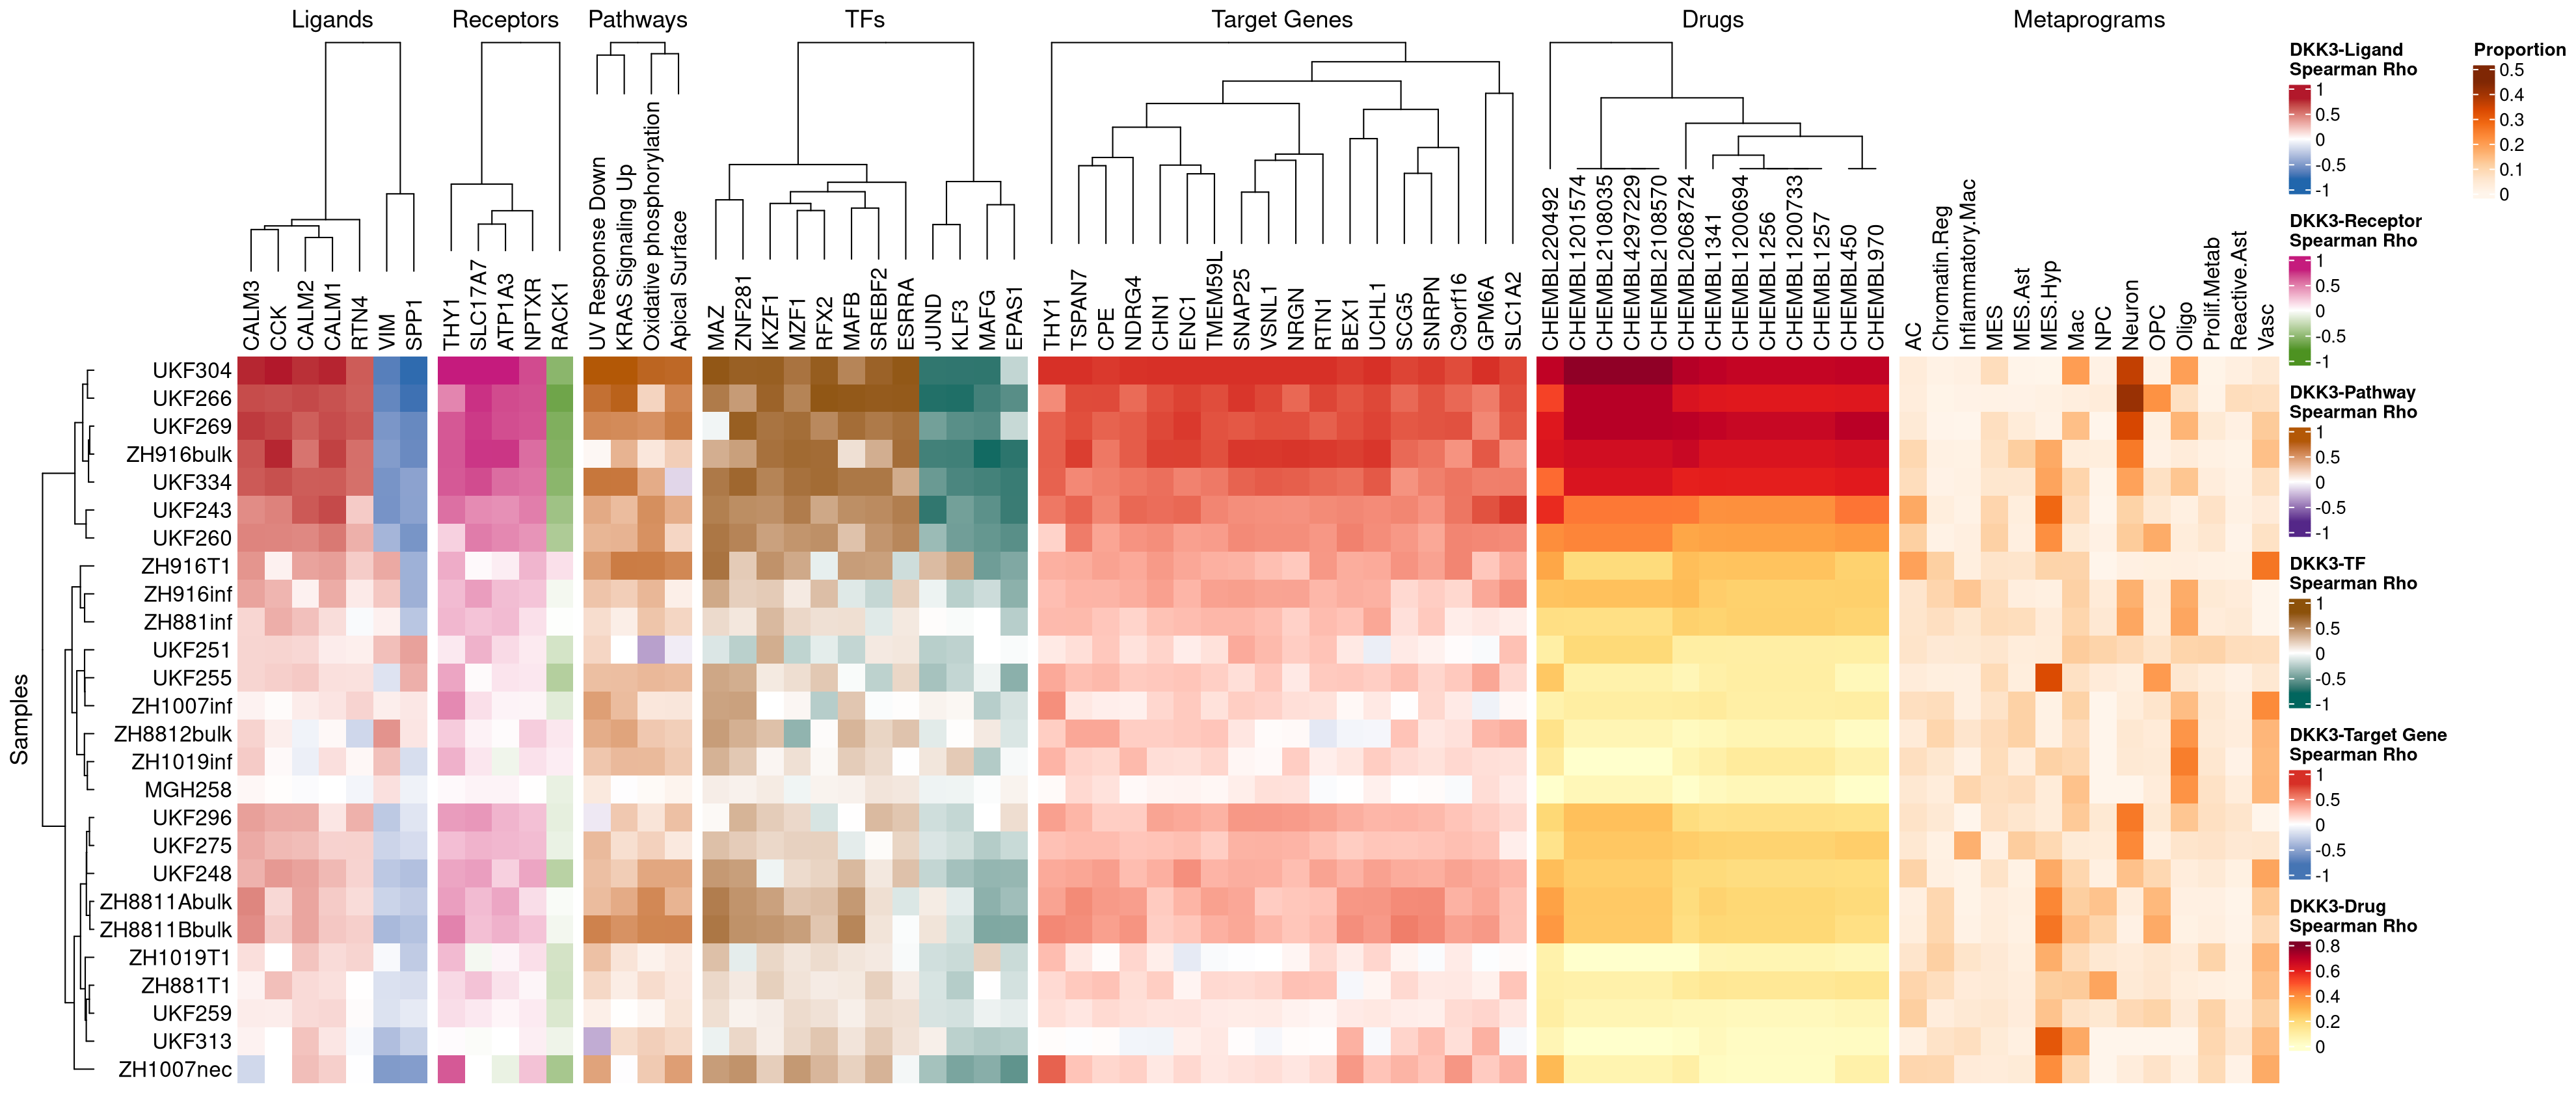 Ligands
Receptors
Pathways
TFs
Target Genes
Drugs
Metaprograms
CALM3
CCK
CALM2
CALM1
RTN4
VIM
SPP1
THY1
SLC17A7
ATP1A3
NPTXR
RACK1
UV Response Down
KRAS Signaling Up
Oxidative phosphorylation
Apical Surface
MAZ
ZNF281
IKZF1
MZF1
RFX2
MAFB
SREBF2
ESRRA
JUND
KLF3
MAFG
EPAS1
THY1
TSPAN7
CPE
NDRG4
CHN1
ENC1
TMEM59L
SNAP25
VSNL1
NRGN
RTN1
BEX1
UCHL1
SCG5
SNRPN
C9orf16
GPM6A
SLC1A2
CHEMBL220492
CHEMBL1201574
CHEMBL2108035
CHEMBL4297229
CHEMBL2108570
CHEMBL2068724
CHEMBL1341
CHEMBL1200694
CHEMBL1256
CHEMBL1200733
CHEMBL1257
CHEMBL450
CHEMBL970
AC
Chromatin.Reg
Inflammatory.Mac
MES
MES.Ast
MES.Hyp
Mac
NPC
Neuron
OPC
Oligo
Prolif.Metab
Reactive.Ast
Vasc
Samples
UKF304
UKF266
UKF269
ZH916bulk
UKF334
UKF243
UKF260
ZH916T1
ZH916inf
ZH881inf
UKF251
UKF255
ZH1007inf
ZH8812bulk
ZH1019inf
MGH258
UKF296
UKF275
UKF248
ZH8811Abulk
ZH8811Bbulk
ZH1019T1
ZH881T1
UKF259
UKF313
ZH1007nec
DKK3-Ligand
Spearman Rho
1
0.5
0
-0.5
-1
DKK3-Receptor
Spearman Rho
1
0.5
0
-0.5
-1
DKK3-Pathway
Spearman Rho
1
0.5
0
-0.5
-1
DKK3-TF
Spearman Rho
1
0.5
0
-0.5
-1
DKK3-Target Gene
Spearman Rho
1
0.5
0
-0.5
-1
DKK3-Drug
Spearman Rho
0.8
0.6
0.4
0.2
0
Proportion
0.5
0.4
0.3
0.2
0.1
0